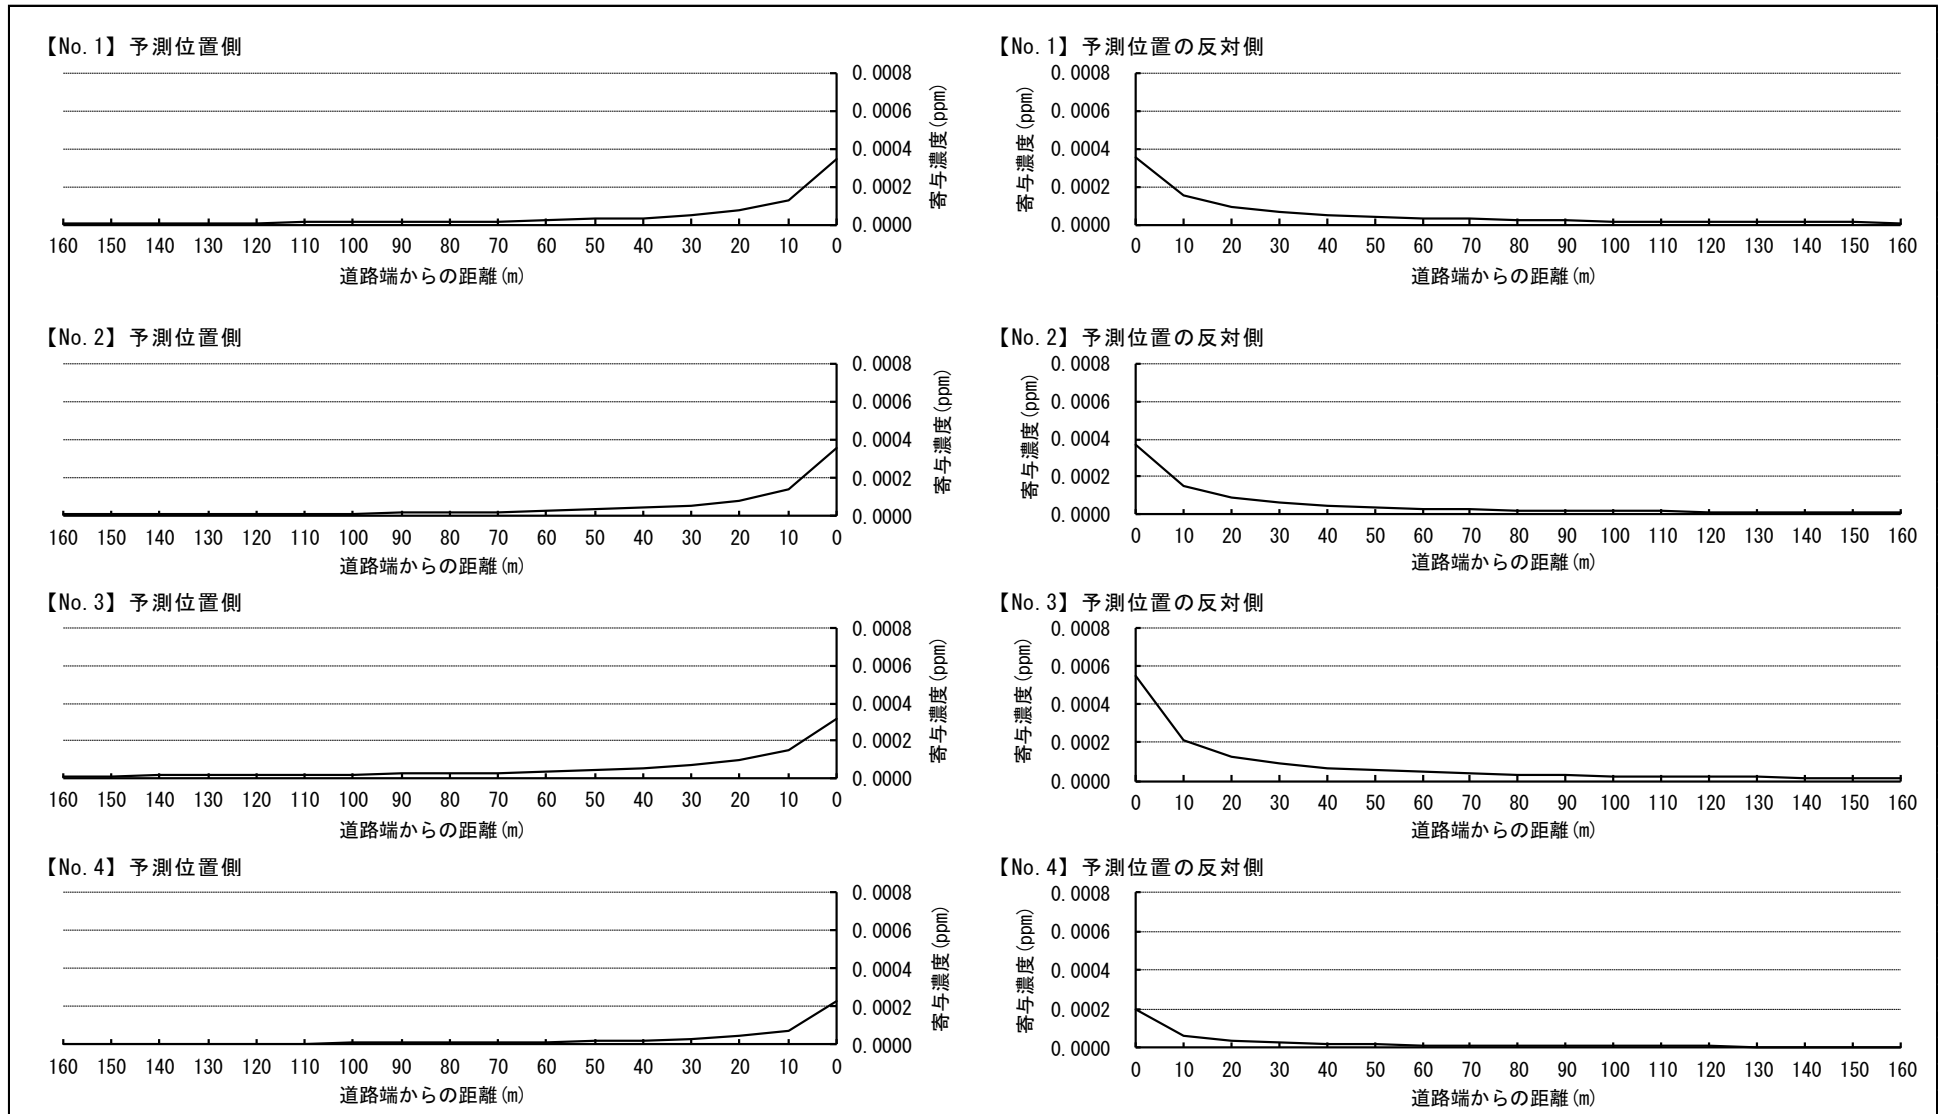 【No. 1】予測位置側
0.0008
0.0006
0.0004
0.0002
0.0000
寄与濃度(ppm)
160 150 140 130 120 110 100 90 80 70 60 50 40 30 20 10 0
道路端からの距離(m)
【No. 1】予測位置の反対側
0.0008
0.0006
0.0004
0.0002
0.0000
寄与濃度(ppm)
0 10 20 30 40 50 60 70 80 90 100 110 120 130 140 150 160
道路端からの距離(m)
【No. 2】予測位置側
0.0008
0.0006
0.0004
0.0002
0.0000
寄与濃度(ppm)
160 150 140 130 120 110 100 90 80 70 60 50 40 30 20 10 0
道路端からの距離(m)
【No. 2】予測位置の反対側
0.0008
0.0006
0.0004
0.0002
0.0000
寄与濃度(ppm)
0 10 20 30 40 50 60 70 80 90 100 110 120 130 140 150 160
道路端からの距離(m)
【No. 3】予測位置側
0.0008
0.0006
0.0004
0.0002
0.0000
寄与濃度(ppm)
160 150 140 130 120 110 100 90 80 70 60 50 40 30 20 10 0
道路端からの距離(m)
【No. 3】予測位置の反対側
0.0008
0.0006
0.0004
0.0002
0.0000
寄与濃度(ppm)
0 10 20 30 40 50 60 70 80 90 100 110 120 130 140 150 160
道路端からの距離(m)
【No. 4】予測位置側
0.0008
0.0006
0.0004
0.0002
0.0000
寄与濃度(ppm)
160 150 140 130 120 110 100 90 80 70 60 50 40 30 20 10 0
道路端からの距離(m)
【No. 4】予測位置の反対側
0.0008
0.0006
0.0004
0.0002
0.0000
寄与濃度(ppm)
0 10 20 30 40 50 60 70 80 90 100 110 120 130 140 150 160
道路端からの距離(m)